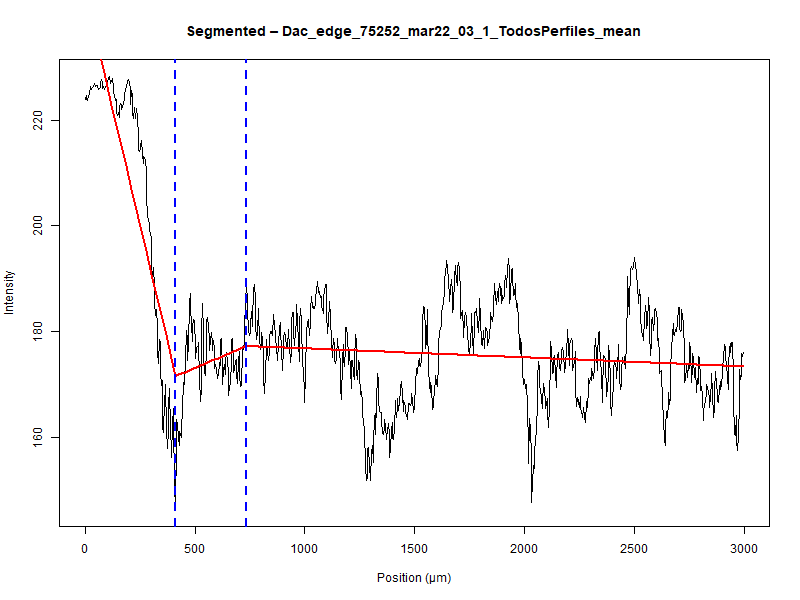 Segmented – Dac_edge_75252_mar22_03_1_TodosPerfiles_mean
Intensity
220
200
180
160
0 500 1000 1500 2000 2500 3000
Position (µm)